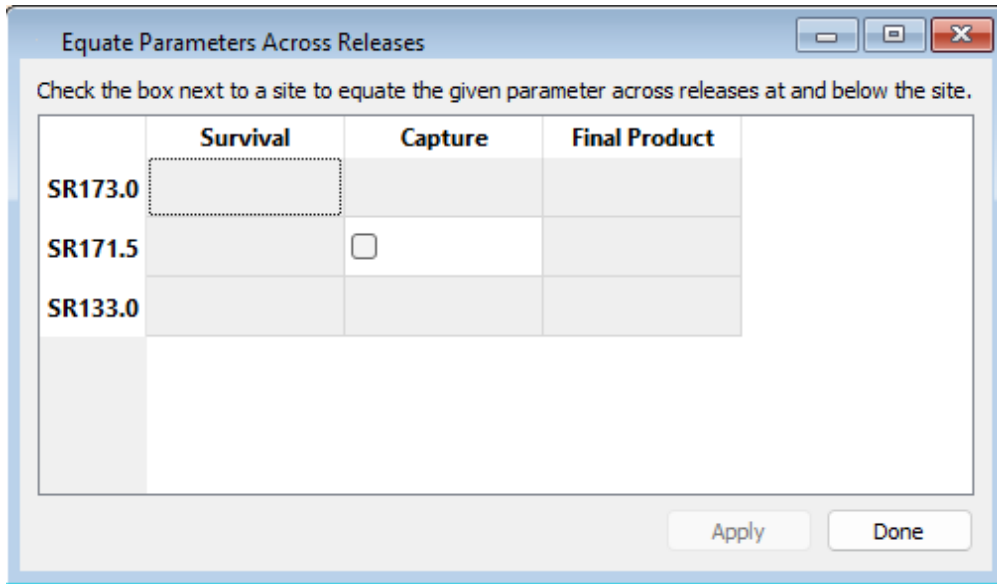 Equate Parameters Across Releases
Check the box next to a site to equate the given parameter across releases at and below the site.
Survival Capture Final Product
SR173.0
SR171.5
SR133.0
Apply Done